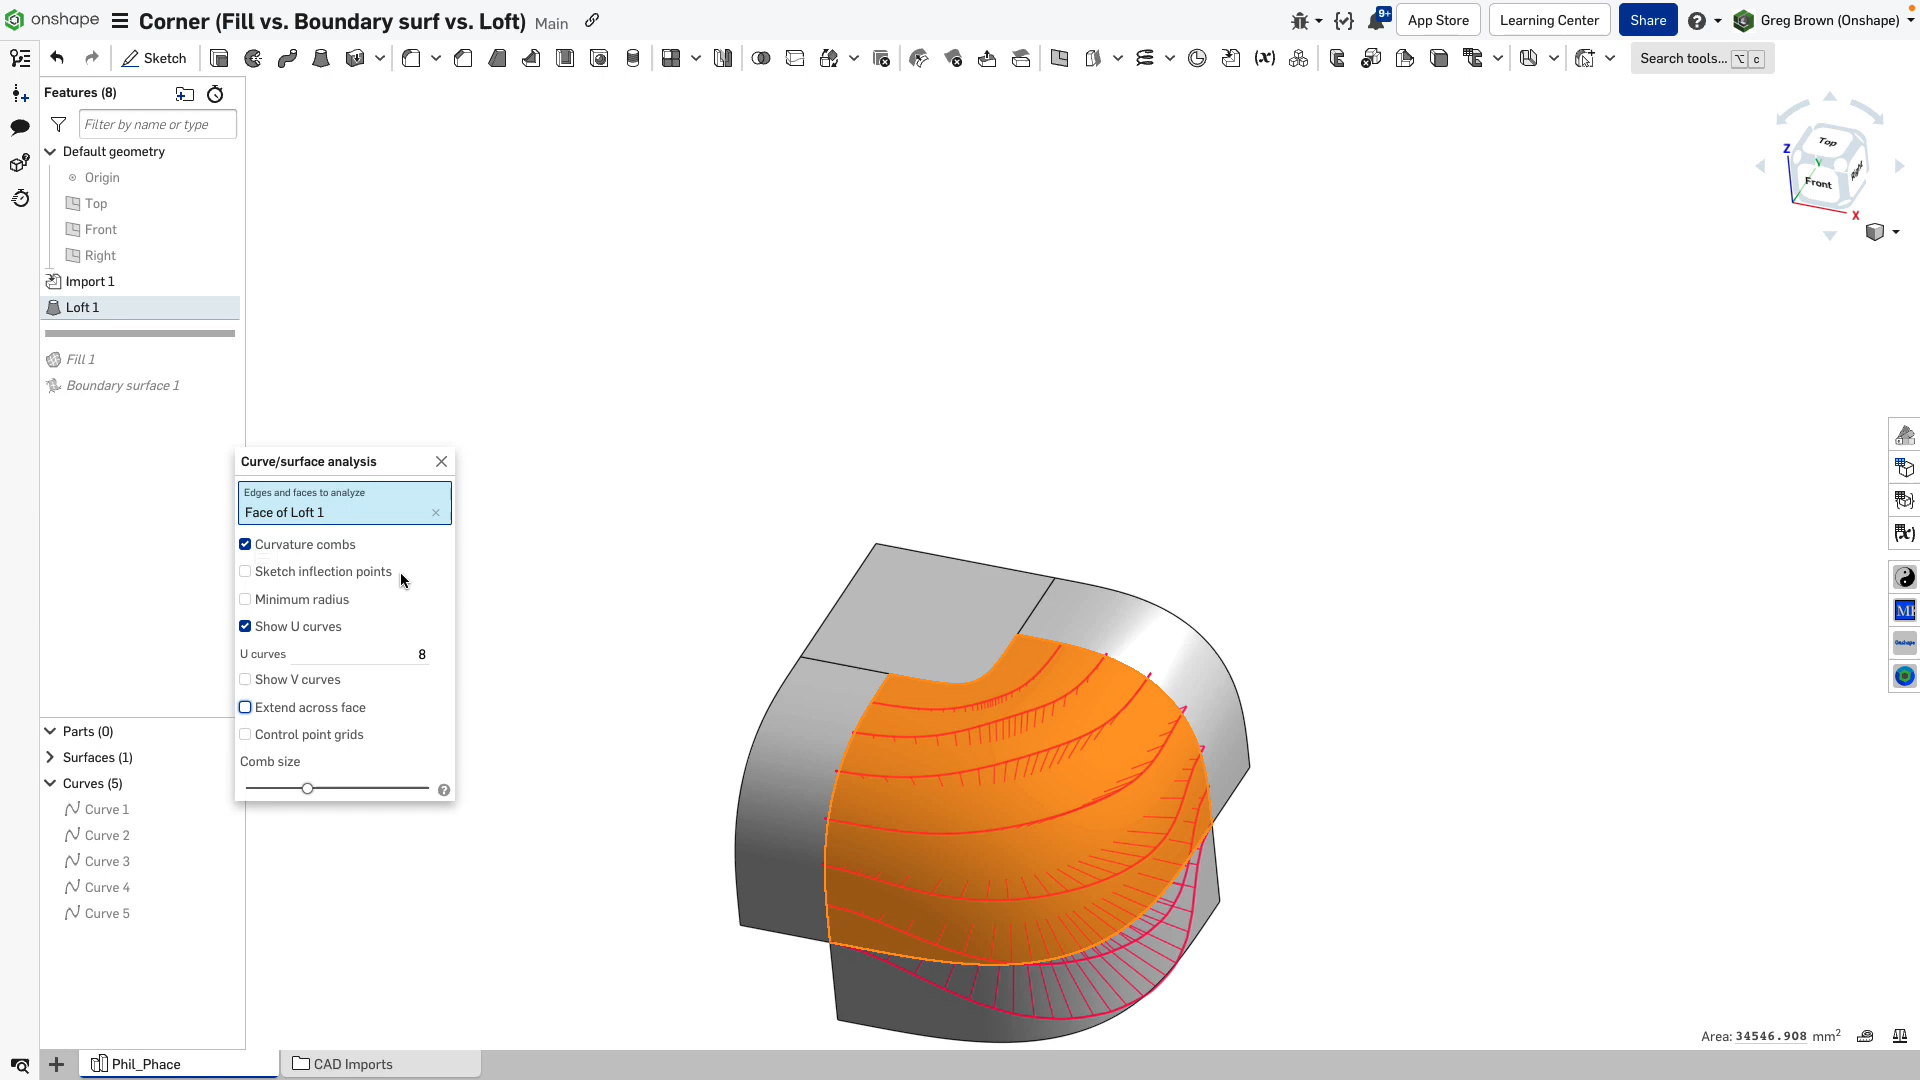 onshape
Corner (Fill vs. Boundary surf vs. Loft) Main
9+
App Store
Learning Center
Share
Greg Brown (Onshape)
Sketch
(x)
Search tools... ⌥ c
Features (8)
Filter by name or type
Default geometry
Origin
Top
Front
Right
Import 1
Loft 1
Fill 1
Boundary surface 1
Curve/surface analysis
Edges and faces to analyze
Face of Loft 1
Curvature combs
Sketch inflection points
Minimum radius
Show U curves
U curves 8
Show V curves
Extend across face
Control point grids
Comb size
Parts (0)
Surfaces (1)
Curves (5)
Curve 1
Curve 2
Curve 3
Curve 4
Curve 5
Top
Front
Right
Z
Y
X
Onshape
Area: 34546.908 mm²
Phil_Phace
CAD Imports